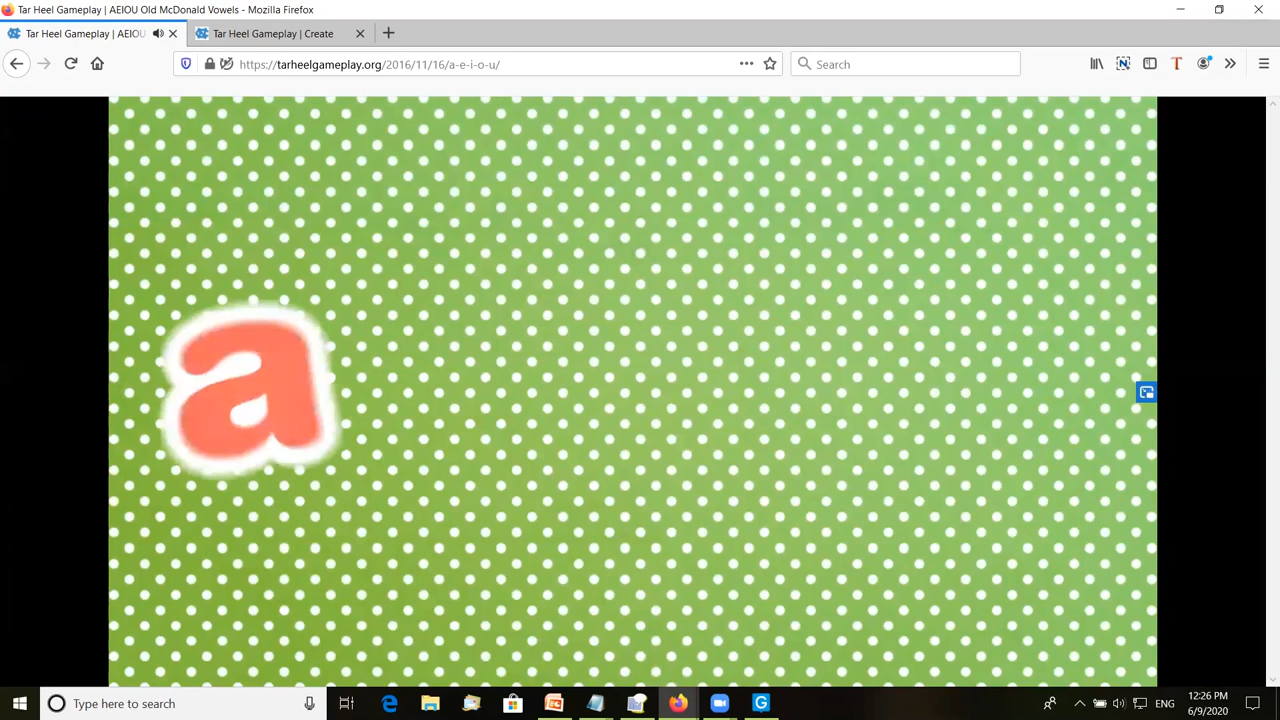 Tar Heel Gameplay | AEIOU Old McDonald Vowels - Mozilla Firefox
Tar Heel Gameplay | AEIOU
Tar Heel Gameplay | Create
https://tarheelgameplay.org/2016/11/16/a-e-i-o-u/
Search
a
Type here to search
ENG
12:26 PM
6/9/2020